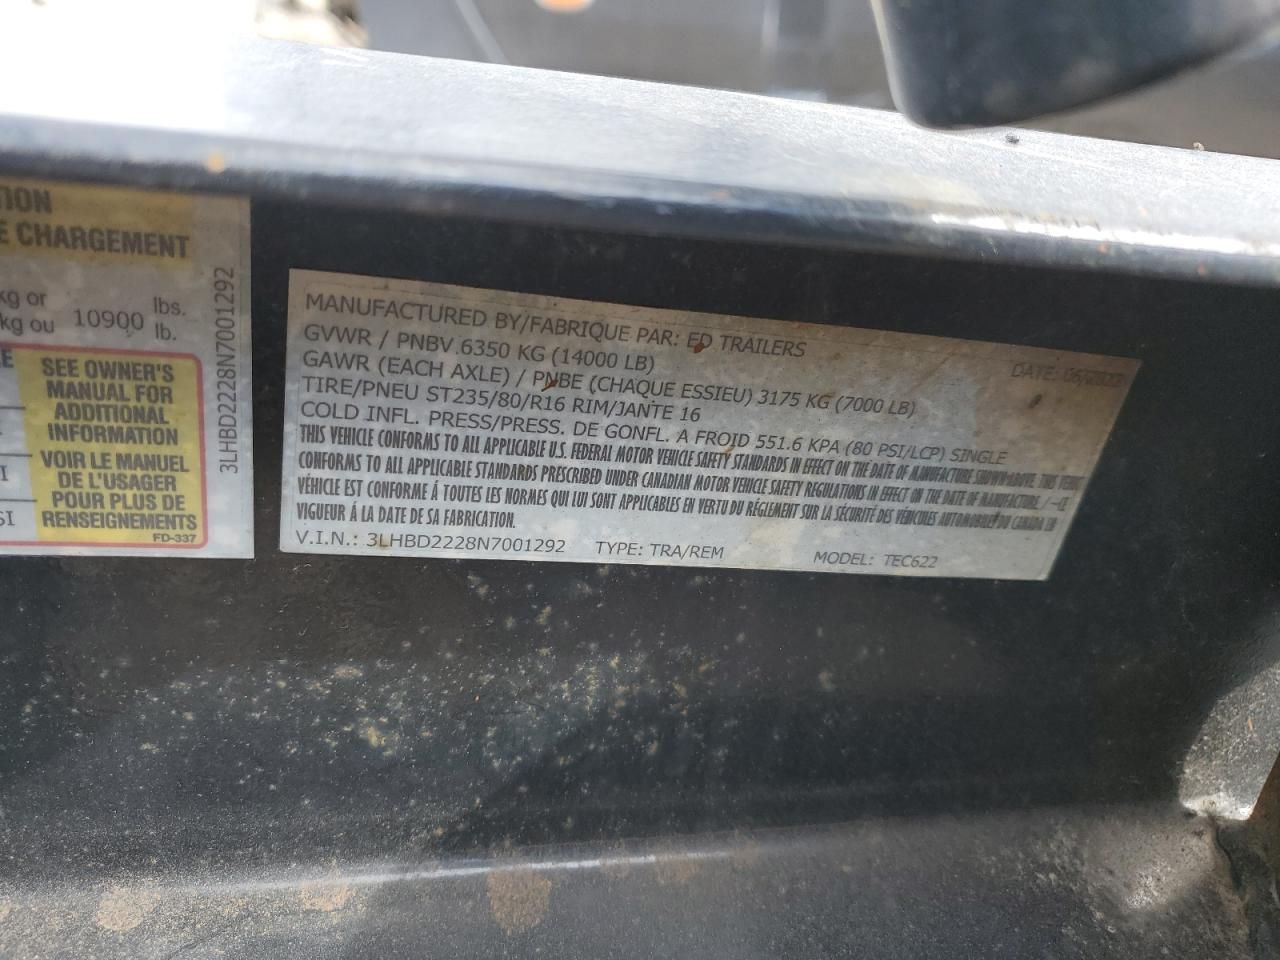 TION
E CHARGEMENT
kg or lbs.
kg ou 10900 lb.
SEE OWNER'S
MANUAL FOR
ADDITIONAL
INFORMATION
VOIR LE MANUEL
DE L'USAGER
POUR PLUS DE
RENSEIGNEMENTS
FD-337
3LHBD2228N7001292
MANUFACTURED BY/FABRIQUE PAR: ED TRAILERS
DATE: 06/2022
GVWR / PNBV 6350 KG (14000 LB)
GAWR (EACH AXLE) / PNBE (CHAQUE ESSIEU) 3175 KG (7000 LB)
TIRE/PNEU ST235/80/R16 RIM/JANTE 16
COLD INFL. PRESS/PRESS. DE GONFL. A FROID 551.6 KPA (80 PSI/LCP) SINGLE
THIS VEHICLE CONFORMS TO ALL APPLICABLE U.S. FEDERAL MOTOR VEHICLE SAFETY STANDARDS IN EFFECT ON THE DATE OF MANUFACTURE SHOWN ABOVE. THIS VEHICLE
CONFORMS TO ALL APPLICABLE STANDARDS PRESCRIBED UNDER CANADIAN MOTOR VEHICLE SAFETY REGULATIONS IN EFFECT ON THE DATE OF MANUFACTURE. / -CE
VÉHICLE EST CONFORME Á TOUTES LES NORMES QUI LUI SONT APPLICABLES EN VERTU DU RÉGLEMENT SUR LA SÉCURITÉ DES VÉHICULES AUTOMOBILES DU CANADA EN
VIGUEUR Á LA DATE DE SA FABRICATION.
V.I.N.: 3LHBD2228N7001292 TYPE: TRA/REM MODEL: TEC622